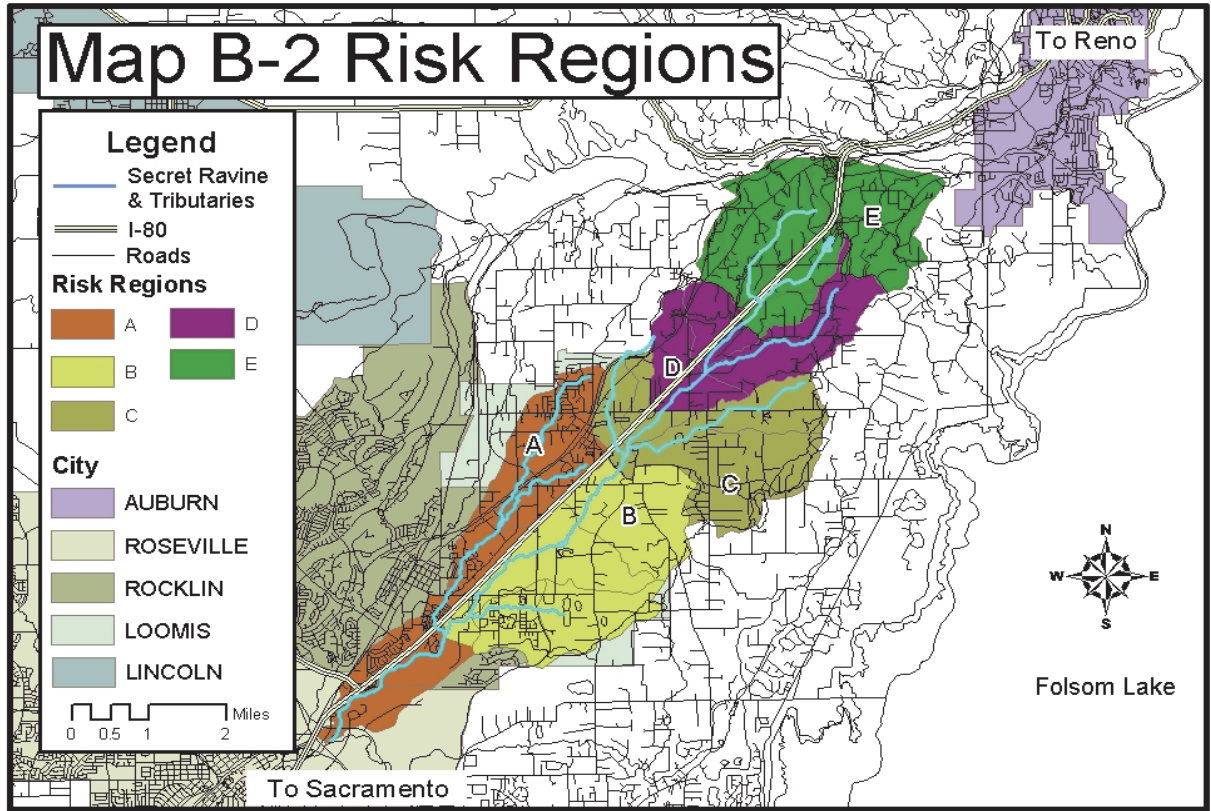 Map B-2 Risk Regions
To Reno
Legend
Secret Ravine
& Tributaries
I-80
Roads
Risk Regions
A
D
B
E
C
City
AUBURN
ROSEVILLE
ROCKLIN
LOOMIS
LINCOLN
Miles
0 0.5 1 2
E
D
A
C
B
N
W E
S
Folsom Lake
To Sacramento